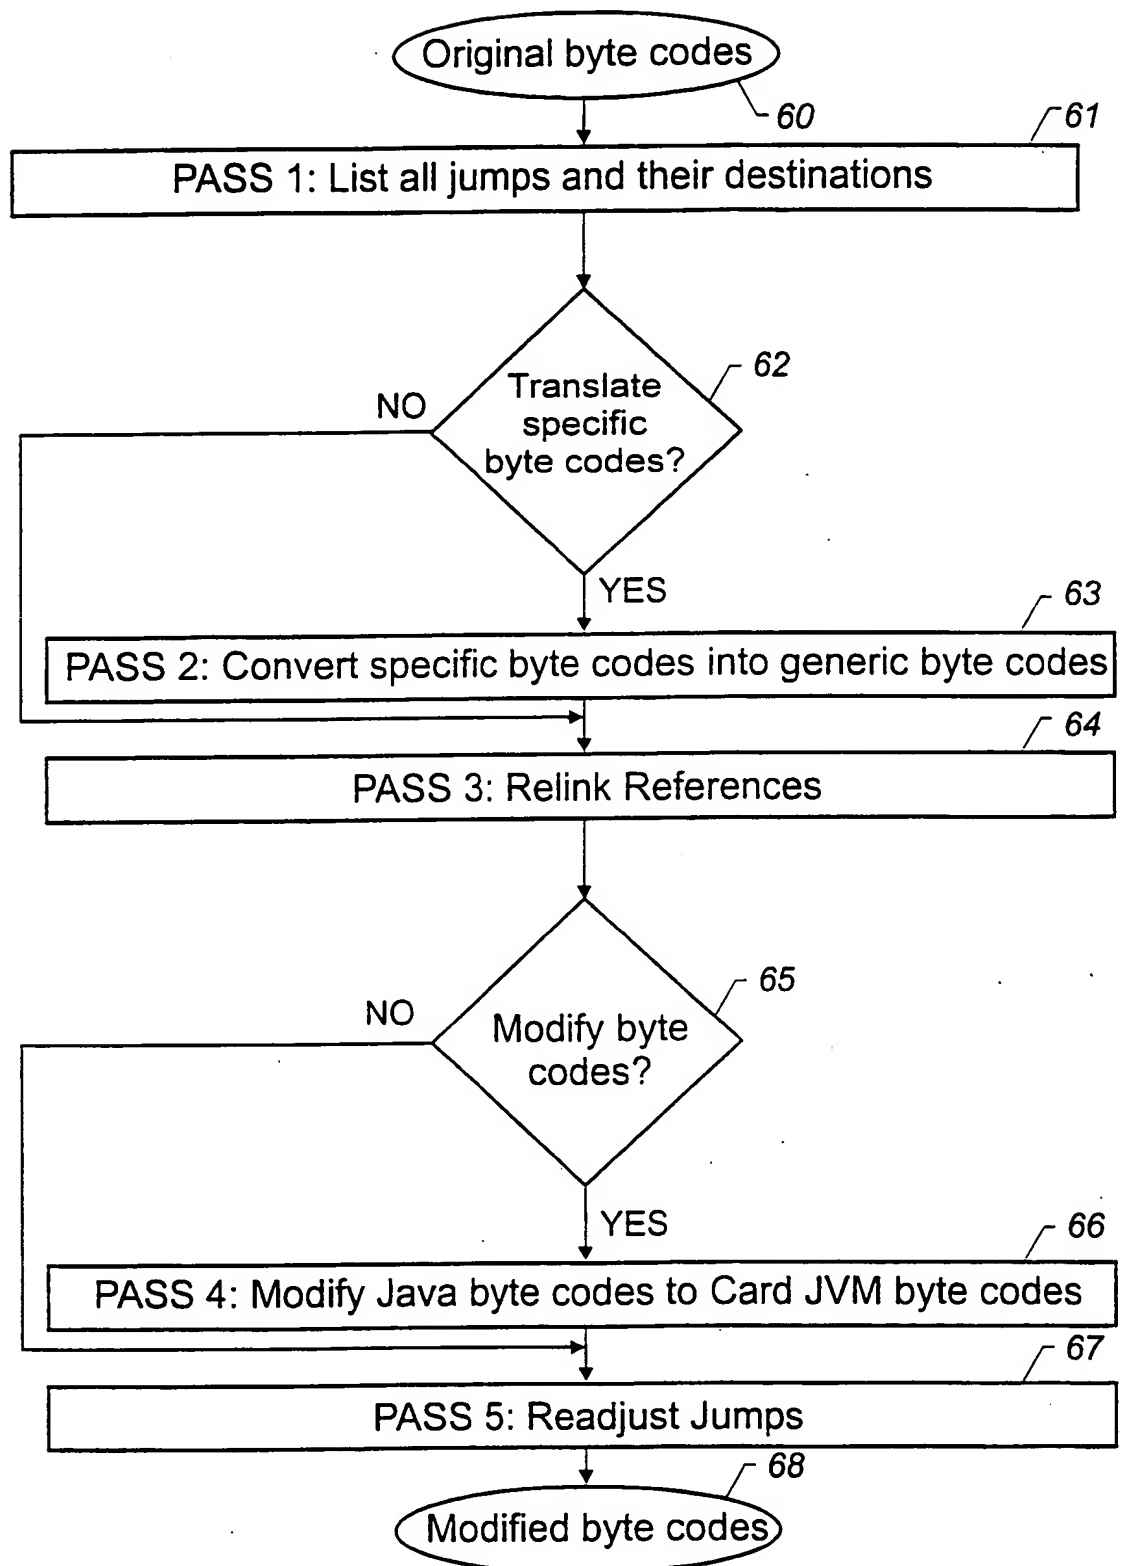 Original byte codes
60
61
PASS 1: List all jumps and their destinations
62
Translate
specific
byte codes?
NO
YES
63
PASS 2: Convert specific byte codes into generic byte codes
64
PASS 3: Relink References
65
Modify byte
codes?
NO
YES
66
PASS 4: Modify Java byte codes to Card JVM byte codes
67
PASS 5: Readjust Jumps
68
Modified byte codes